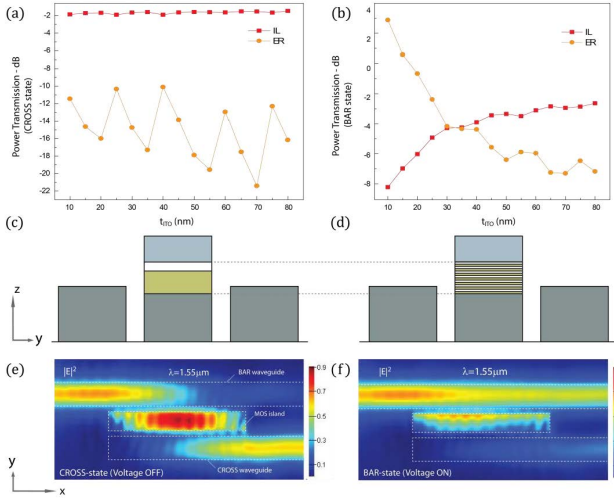 (a)
IL
ER
Power Transmission - dB
(CROSS state)
-2
-4
-6
-8
-10
-12
-14
-16
-18
-20
-22
10 20 30 40 50 60 70 80
tITO (nm)
(b)
IL
ER
Power Transmission - dB
(BAR state)
4
2
0
-2
-4
-6
-8
10 20 30 40 50 60 70 80
tITO (nm)
(c)
(d)
z
y
(e)
|E|²
λ=1.55μm
BAR waveguide
MOS island
CROSS waveguide
CROSS-state (Voltage OFF)
0.9
0.7
0.5
0.3
0.1
(f)
|E|²
λ=1.55μm
BAR-state (Voltage ON)
y
x